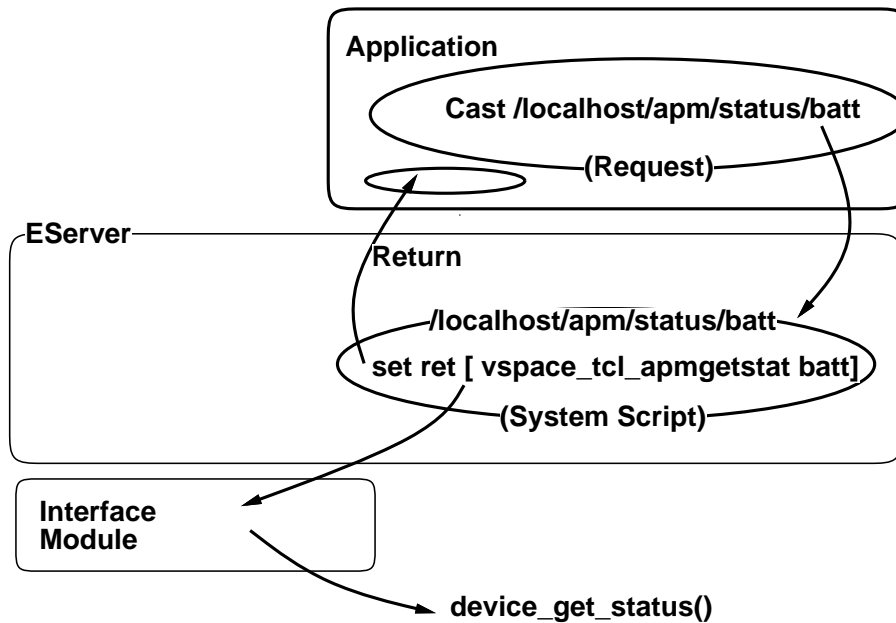 Application
Cast /localhost/apm/status/batt
(Request)
EServer
Return
/localhost/apm/status/batt
set ret [ vspace_tcl_apmgetstat batt]
(System Script)
Interface
Module
device_get_status()